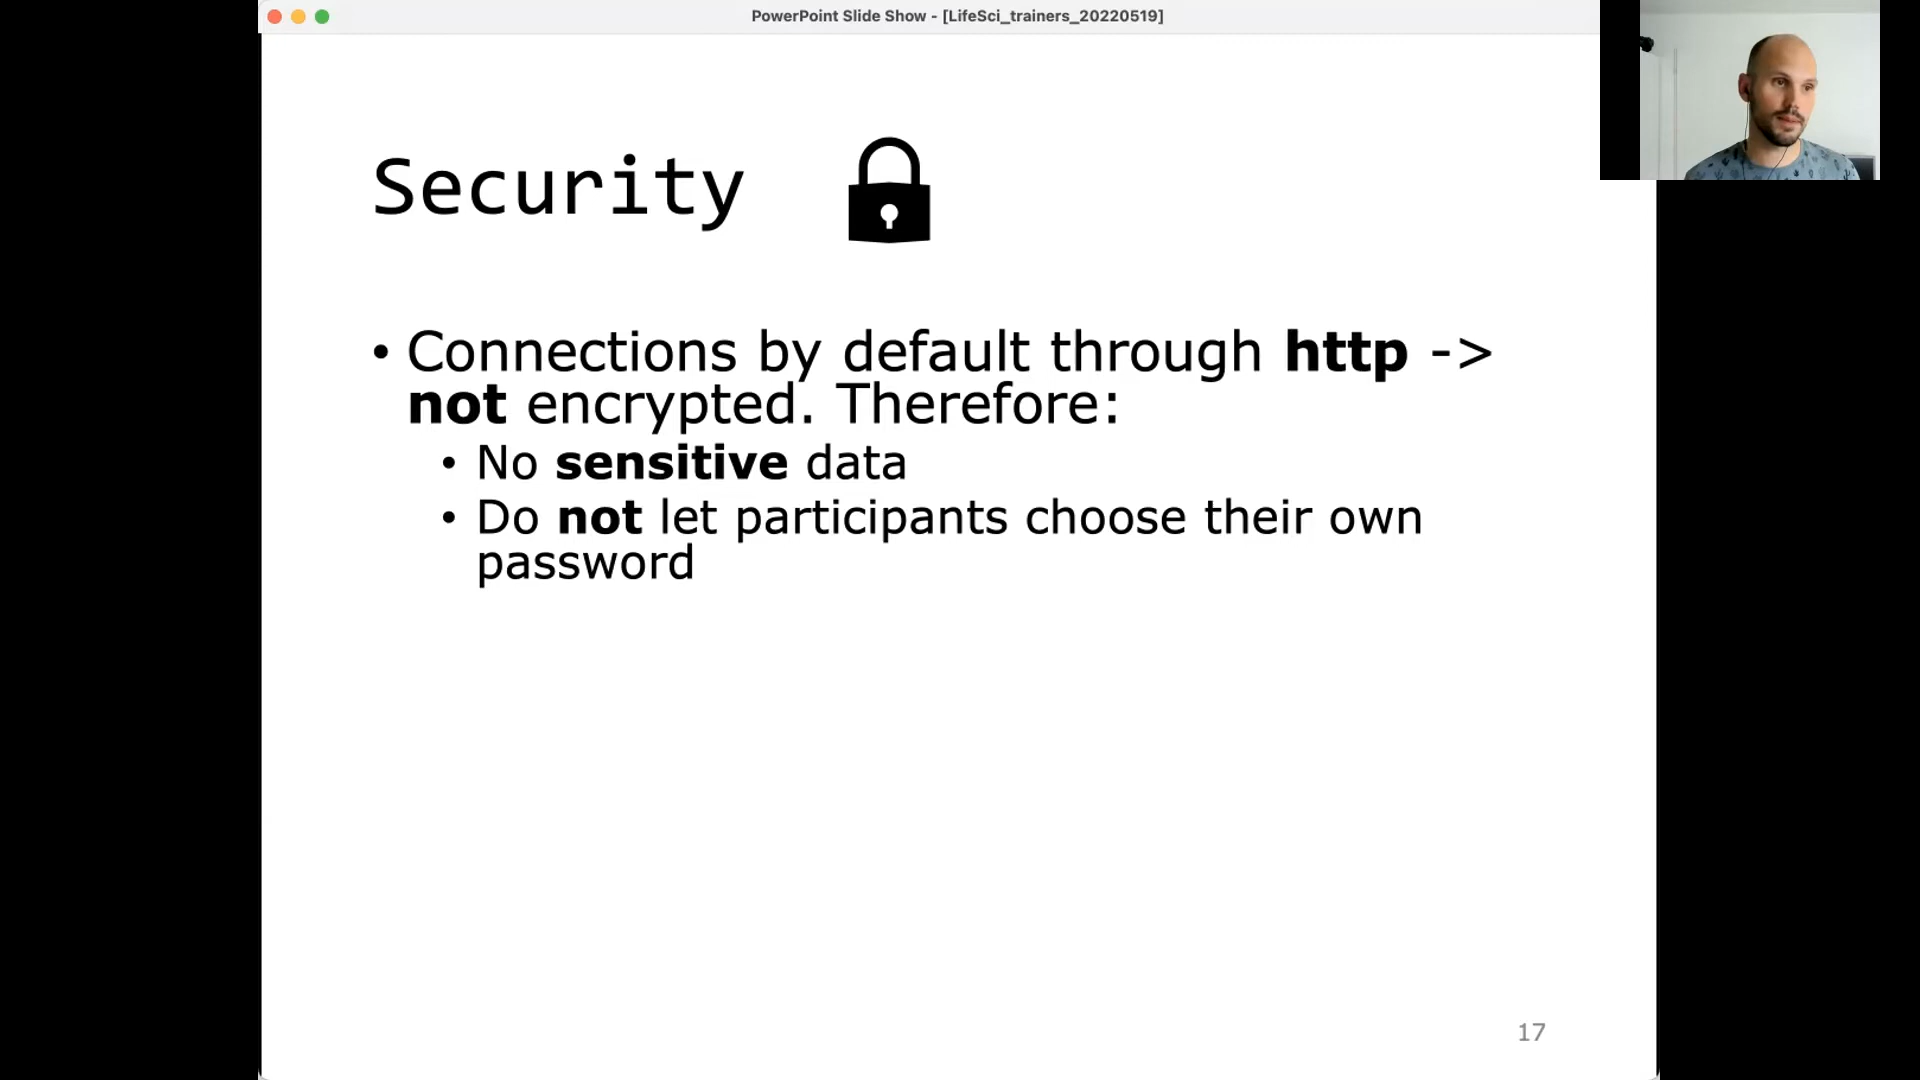 PowerPoint Slide Show - [LifeSci_trainers_20220519]
Security
• Connections by default through http ->
not encrypted. Therefore:
• No sensitive data
• Do not let participants choose their own
password
17